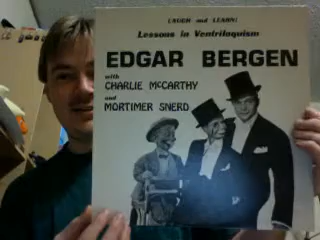 (LAUGH and LEARN)
Lessons in Ventriloquism
EDGAR BERGEN
with
CHARLIE McCARTHY
and
MORTIMER SNERD